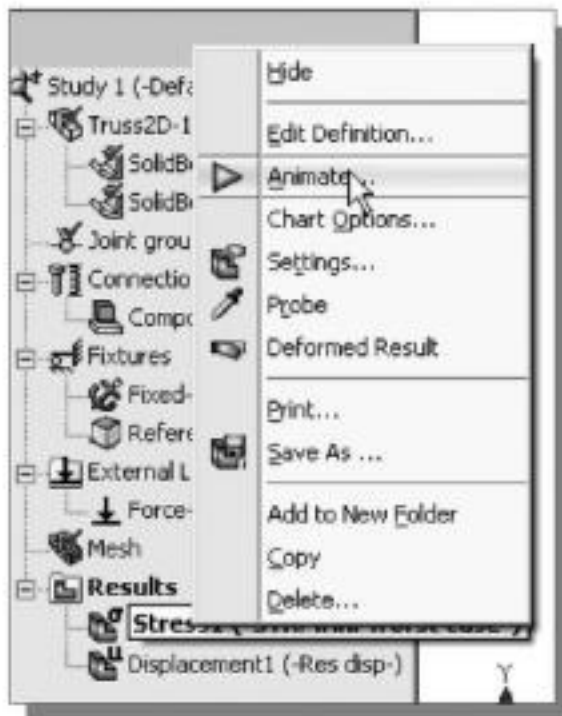 Study 1 (-Defa
Truss2D-1
SolidBe
SolidBe
Joint grou
Connectio
Compo
Fixtures
Fixed-
Refere
External L
Force-
Mesh
Results
Stress1 (
Displacement1 (-Res disp-)
Hide
Edit Definition...
Animate...
Chart Options...
Settings...
Probe
Deformed Result
Print...
Save As ...
Add to New Folder
Copy
Delete...
Y